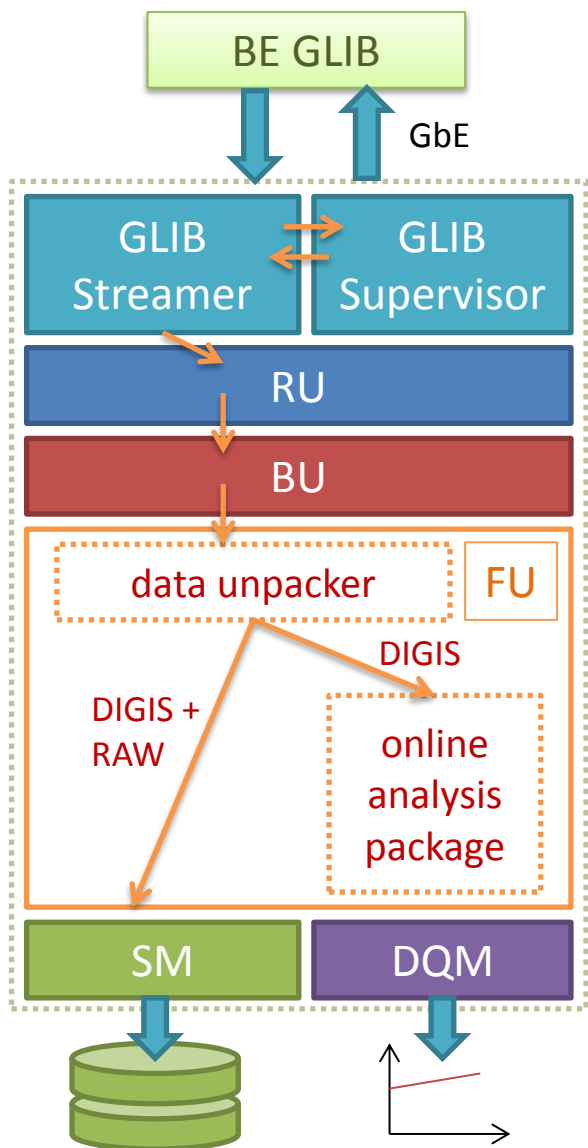 BE GLIB
GbE
GLIB
Streamer
GLIB
Supervisor
RU
BU
data unpacker
FU
DIGIS
DIGIS +
RAW
online
analysis
package
SM
DQM